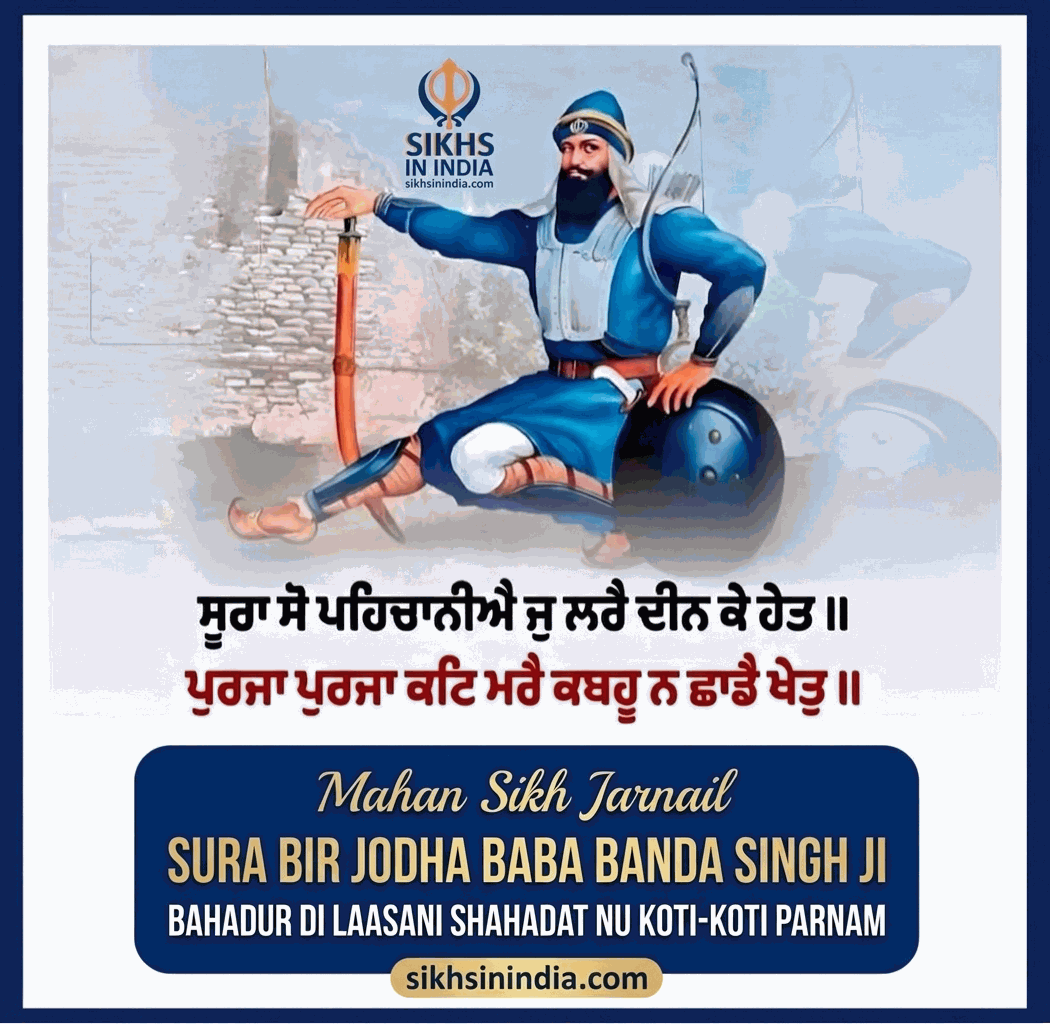 SIKHS
IN INDIA
sikhsinindia.com
ਸੂਰਾ ਸੋ ਪਹਿਚਾਨੀਐ ਜੁ ਲਰੈ ਦੀਨ ਕੇ ਹੇਤ ॥
ਪੁਰਜਾ ਪੁਰਜਾ ਕਟਿ ਮਰੈ ਕਬਹੂ ਨ ਛਾਡੈ ਖੇਤੁ ॥
Mahan Sikh Jarnail
SURA BIR JODHA BABA BANDA SINGH JI
BAHADUR DI LAASANI SHAHADAT NU KOTI-KOTI PARNAM
sikhsinindia.com